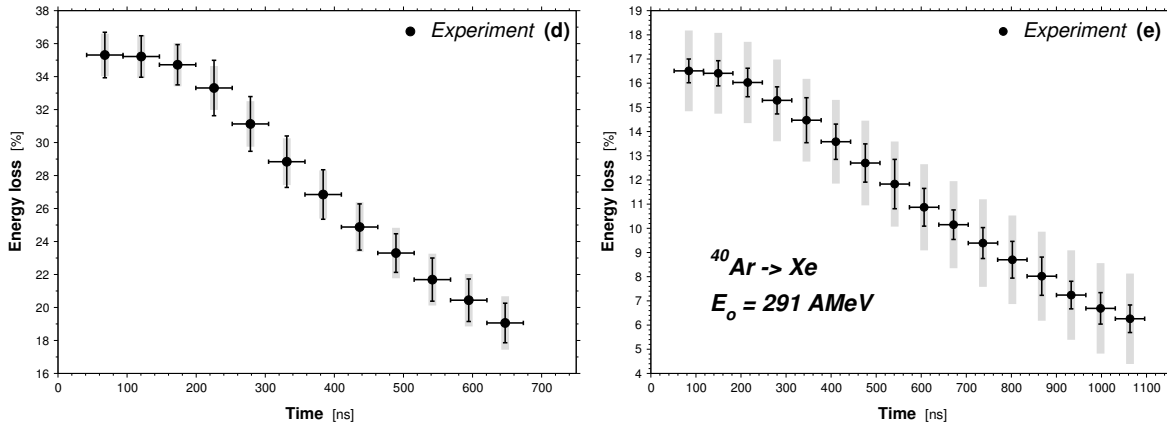 38
36
34
32
30
28
26
24
22
20
18
16
0 100 200 300 400 500 600 700
Energy loss [%]
Time [ns]
Experiment (d)
19
18
17
16
15
14
13
12
11
10
9
8
7
6
5
4
0 100 200 300 400 500 600 700 800 900 1000 1100
Energy loss [%]
Time [ns]
Experiment (e)
40Ar -> Xe
Eo = 291 AMeV